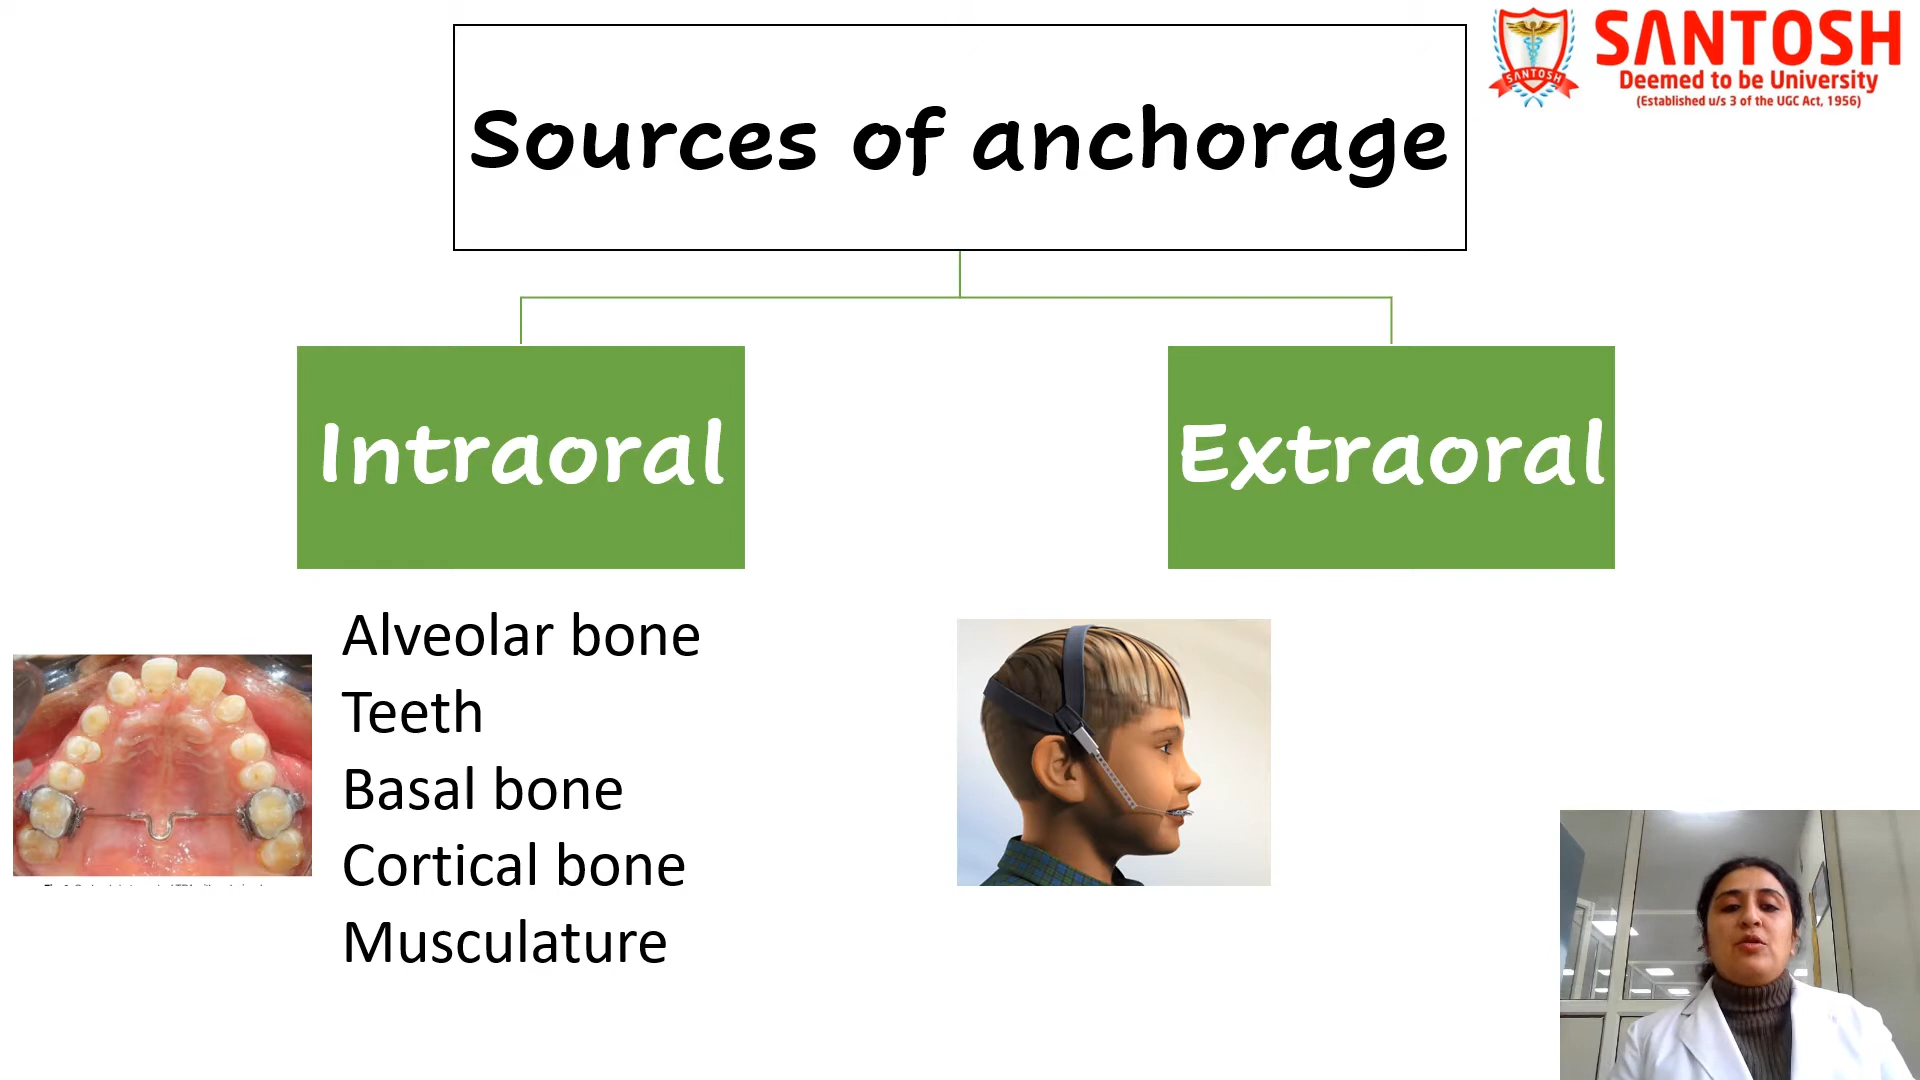 Sources of anchorage
SANTOSH
SANTOSH
Deemed to be University
(Established u/s 3 of the UGC Act, 1956)
Intraoral
Extraoral
Alveolar bone
Teeth
Basal bone
Cortical bone
Musculature